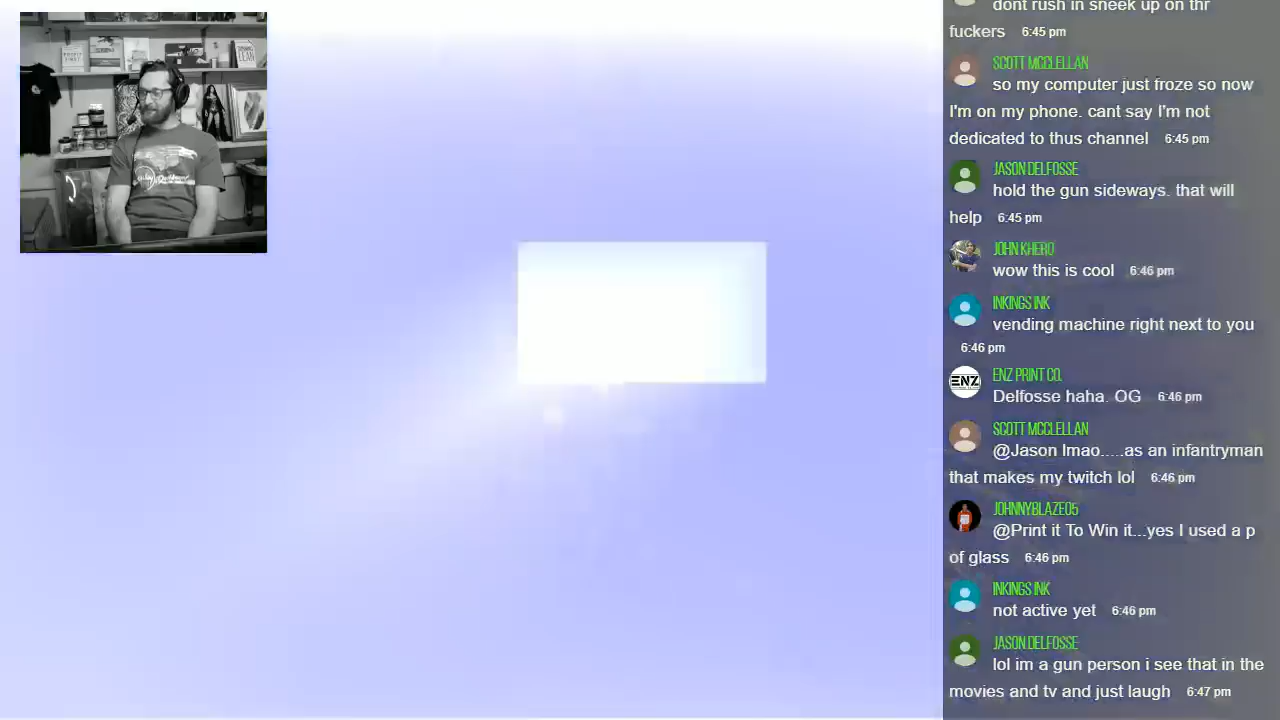 dont rush in sneek up on thr
fuckers 6:45 pm
SCOTT MCCLELLAN
so my computer just froze so now
I'm on my phone. cant say I'm not
dedicated to thus channel 6:45 pm
JASON DELFOSSE
hold the gun sideways. that will
help 6:45 pm
JOHN KHERO
wow this is cool 6:46 pm
INKINGS INK
vending machine right next to you
6:46 pm
ENZ PRINT CO.
ENZ
Delfosse haha. OG 6:46 pm
SCOTT MCCLELLAN
@Jason lmao.....as an infantryman
that makes my twitch lol 6:46 pm
JOHNNYBLAZE05
@Print it To Win it...yes I used a p
of glass 6:46 pm
INKINGS INK
not active yet 6:46 pm
JASON DELFOSSE
lol im a gun person i see that in the
movies and tv and just laugh 6:47 pm